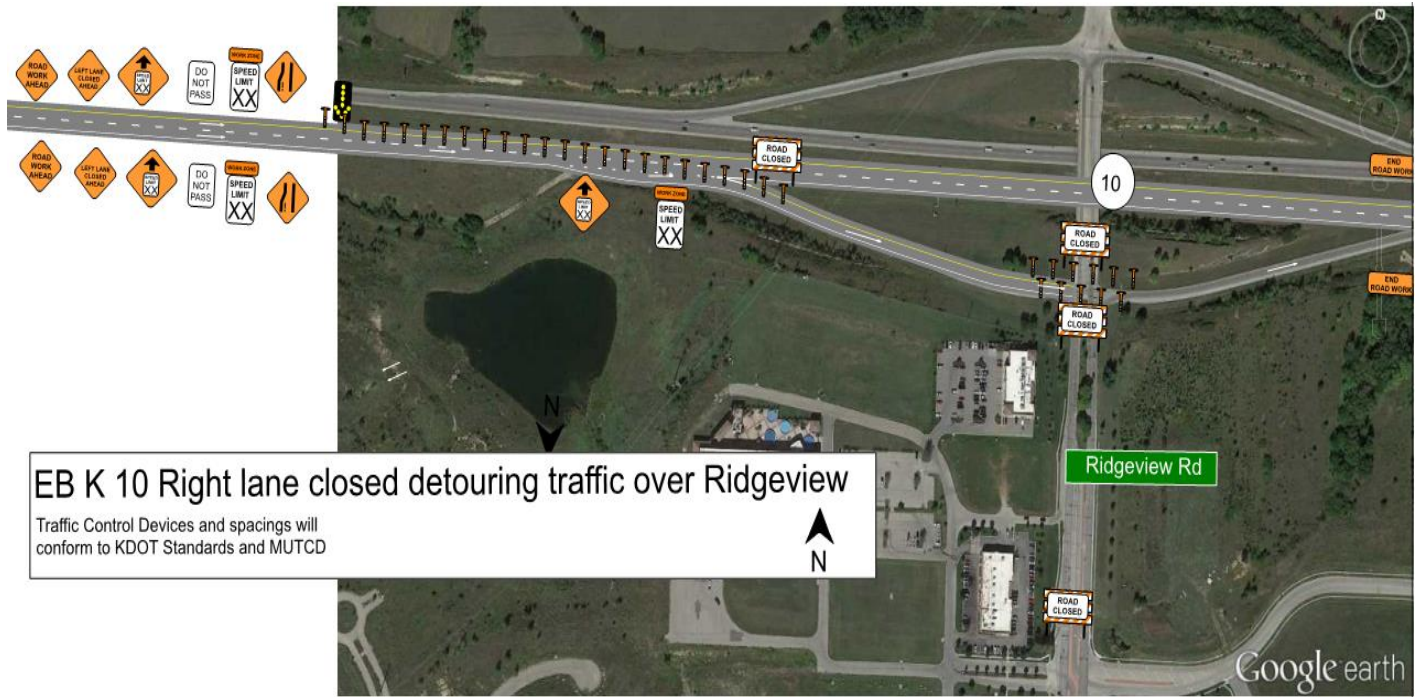 ROAD
WORK
AHEAD
LEFT LANE
CLOSED
AHEAD
SPEED
LIMIT
XX
DO
NOT
PASS
WORK ZONE
SPEED
LIMIT
XX
ROAD
WORK
AHEAD
LEFT LANE
CLOSED
AHEAD
SPEED
LIMIT
XX
DO
NOT
PASS
WORK ZONE
SPEED
LIMIT
XX
ROAD
CLOSED
SPEED
LIMIT
XX
WORK ZONE
SPEED
LIMIT
XX
N
10
END
ROAD WORK
ROAD
CLOSED
END
ROAD WORK
ROAD
CLOSED
N
EB K 10 Right lane closed detouring traffic over Ridgeview
Traffic Control Devices and spacings will
conform to KDOT Standards and MUTCD
N
Ridgeview Rd
ROAD
CLOSED
Google earth